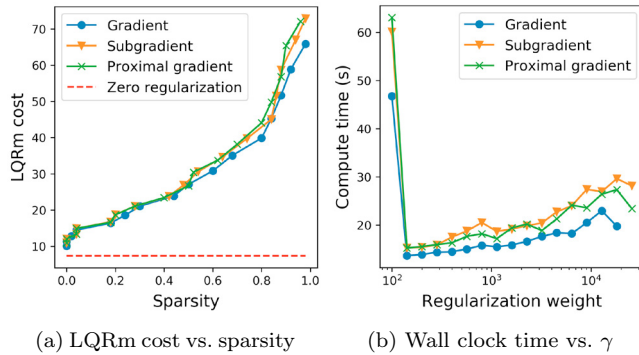 Gradient
Subgradient
Proximal gradient
Zero regularization
70
60
50
40
30
20
10
LQRm cost
0.0 0.2 0.4 0.6 0.8 1.0
Sparsity
(a) LQRm cost vs. sparsity
Gradient
Subgradient
Proximal gradient
60
50
40
30
20
Compute time (s)
10² 10³ 10⁴
Regularization weight
(b) Wall clock time vs. γ